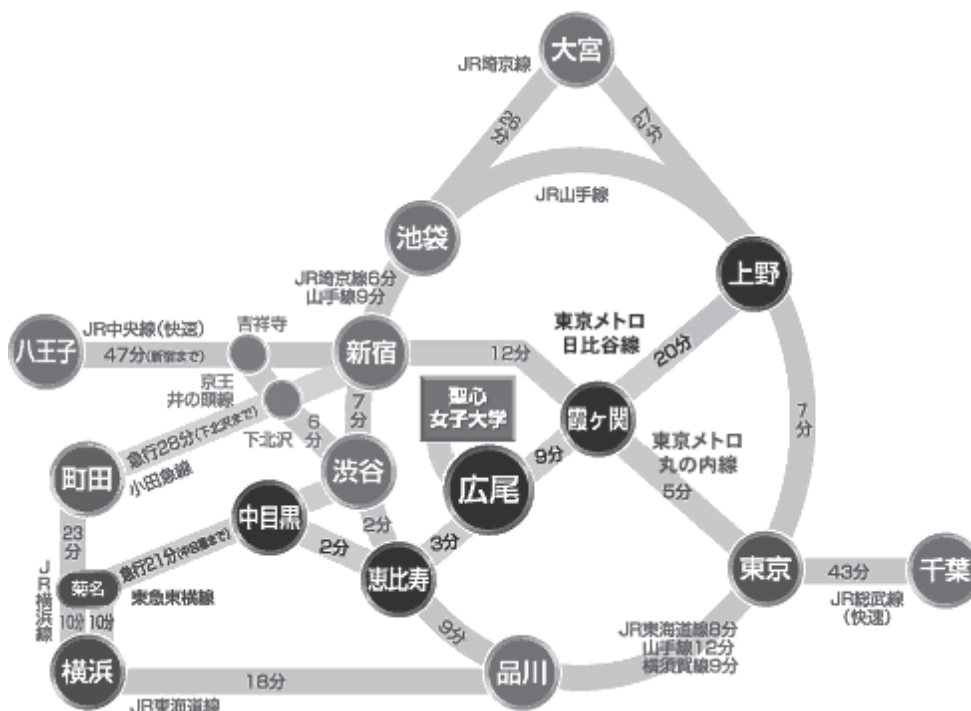 大宮
JR埼京線
26分
27分
JR山手線
池袋
上野
JR埼京線6分
山手線9分
東京メトロ
日比谷線
20分
吉祥寺
JR中央線(快速)
八王子
47分(新宿まで)
新宿
12分
京王
井の頭線
7分
聖心
女子大学
霞ヶ関
7分
6分
下北沢
急行28分(下北沢まで)
小田急線
町田
渋谷
広尾
9分
東京メトロ
丸の内線
5分
中目黒
2分
3分
23分
急行21分(中目黒まで)
2分
恵比寿
東京
43分
千葉
JR横浜線
菊名
東急東横線
JR総武線
(快速)
10分
10分
9分
JR東海道線8分
山手線12分
横須賀線9分
横浜
18分
品川
JR東海道線